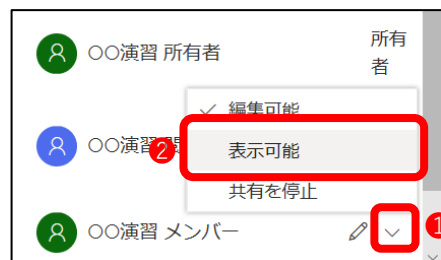 〇〇演習 所有者
所有
者
編集可能
〇〇演習
2
表示可能
共有を停止
〇〇演習 メンバー
1